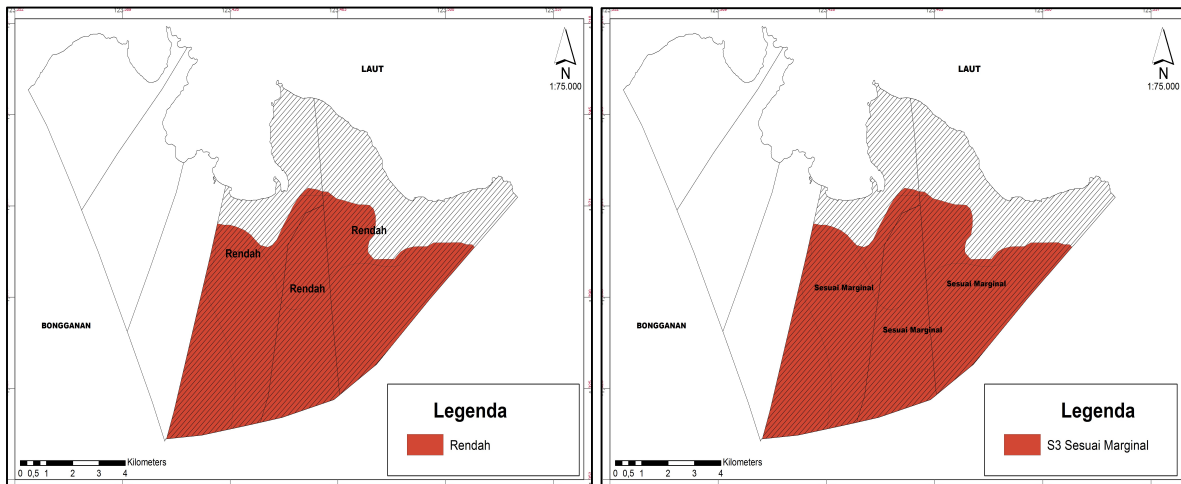 LAUT
N
1:75.000
Rendah
Rendah
Rendah
BONGGANAN
Legenda
Rendah
Kilometers
0 0,5 1 2 3 4
LAUT
N
1:75.000
Sesuai Marginal
Sesuai Marginal
Sesuai Marginal
BONGGANAN
Legenda
S3 Sesuai Marginal
Kilometers
0 0,5 1 2 3 4